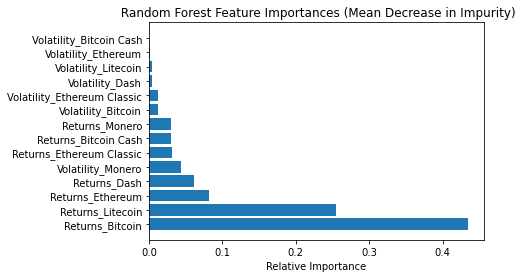 Random Forest Feature Importances (Mean Decrease in Impurity)
Volatility_Bitcoin Cash
Volatility_Ethereum
Volatility_Litecoin
Volatility_Dash
Volatility_Ethereum Classic
Volatility_Bitcoin
Returns_Monero
Returns_Bitcoin Cash
Returns_Ethereum Classic
Volatility_Monero
Returns_Dash
Returns_Ethereum
Returns_Litecoin
Returns_Bitcoin
0.0 0.1 0.2 0.3 0.4
Relative Importance